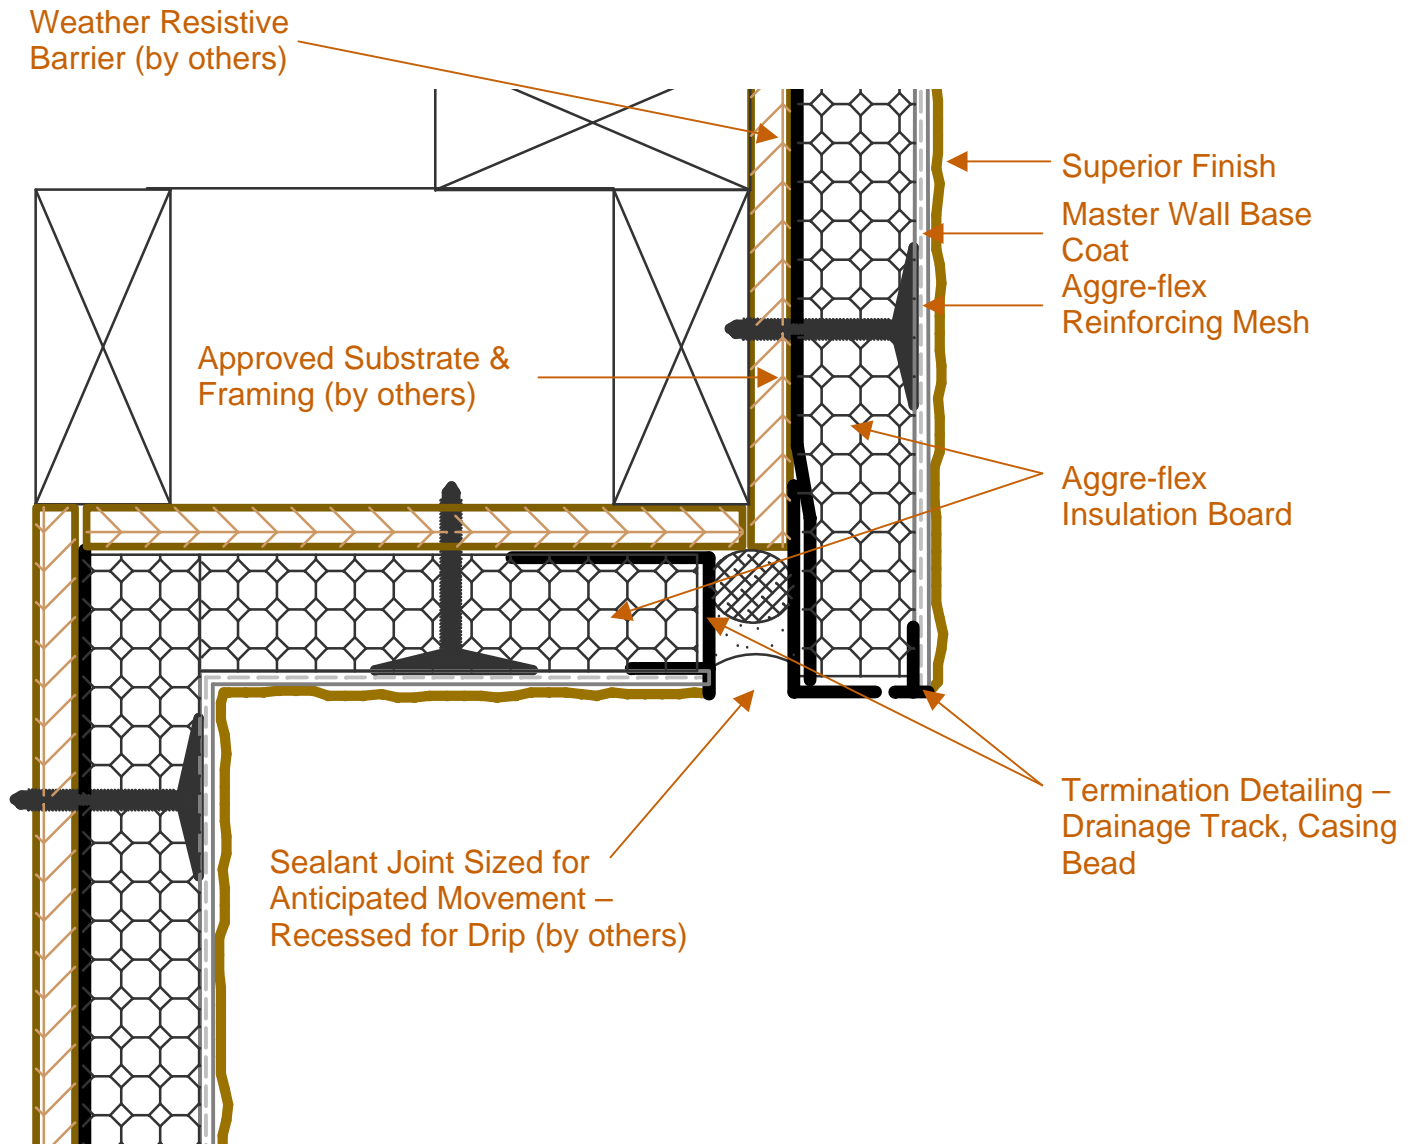 Weather Resistive
Barrier (by others)
Superior Finish
Master Wall Base
Coat
Aggre-flex
Reinforcing Mesh
Approved Substrate &
Framing (by others)
Aggre-flex
Insulation Board
Termination Detailing –
Drainage Track, Casing
Bead
Sealant Joint Sized for
Anticipated Movement –
Recessed for Drip (by others)